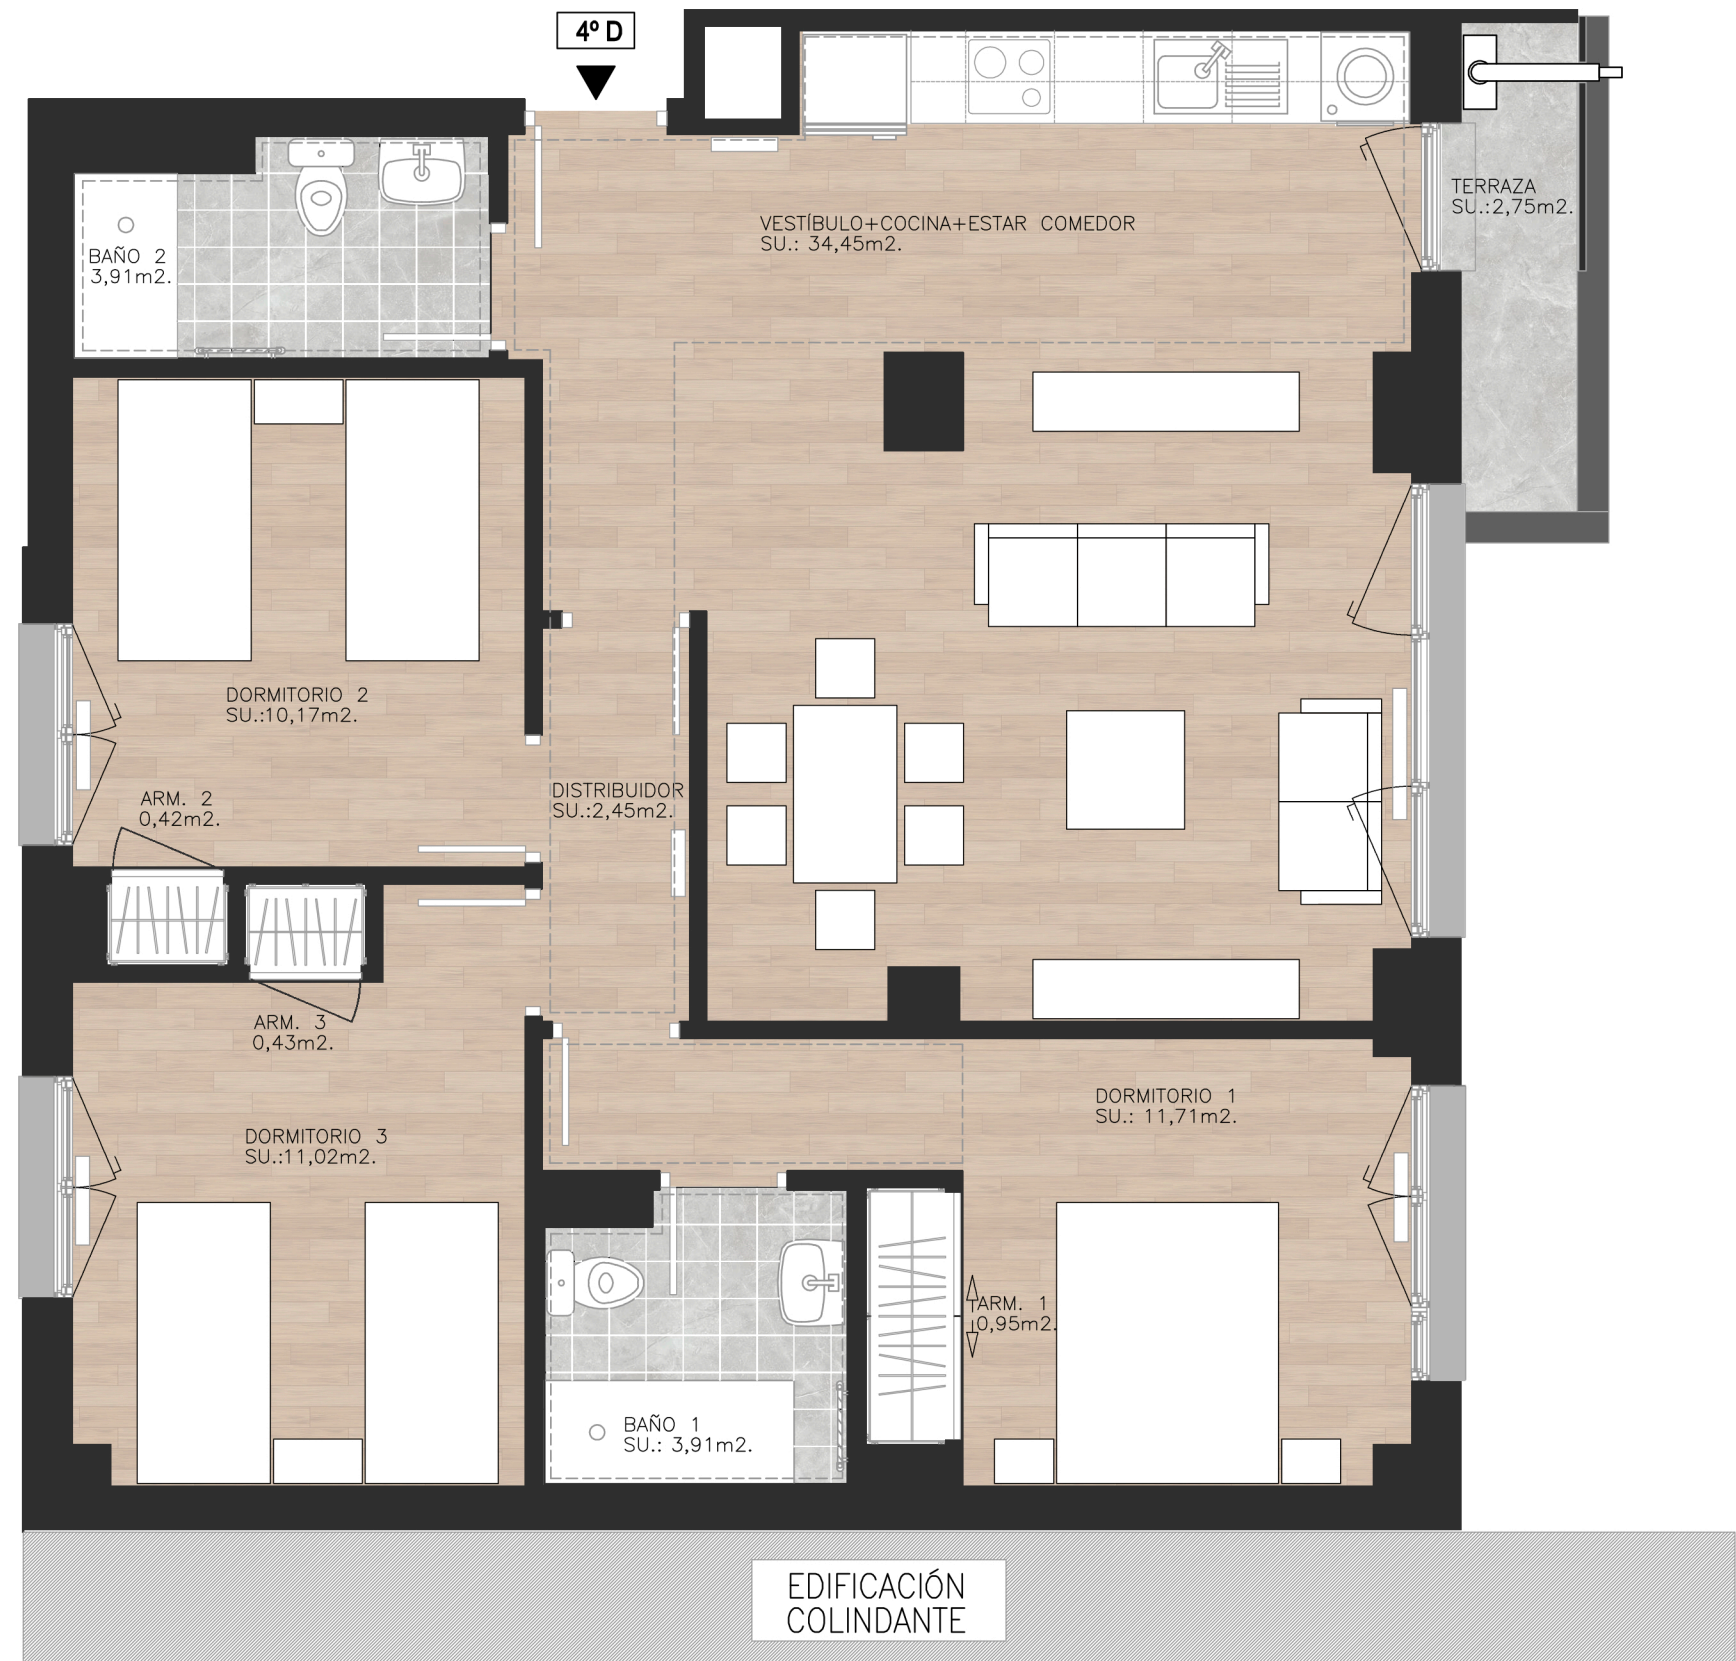 4º D
TERRAZA
SU.:2,75m2.
VESTÍBULO+COCINA+ESTAR COMEDOR
SU.: 34,45m2.
BAÑO 2
3,91m2.
DORMITORIO 2
SU.:10,17m2.
ARM. 2
0,42m2.
DISTRIBUIDOR
SU.:2,45m2.
ARM. 3
0,43m2.
DORMITORIO 1
SU.: 11,71m2.
DORMITORIO 3
SU.:11,02m2.
ARM. 1
0,95m2.
BAÑO 1
SU.: 3,91m2.
EDIFICACIÓN
COLINDANTE